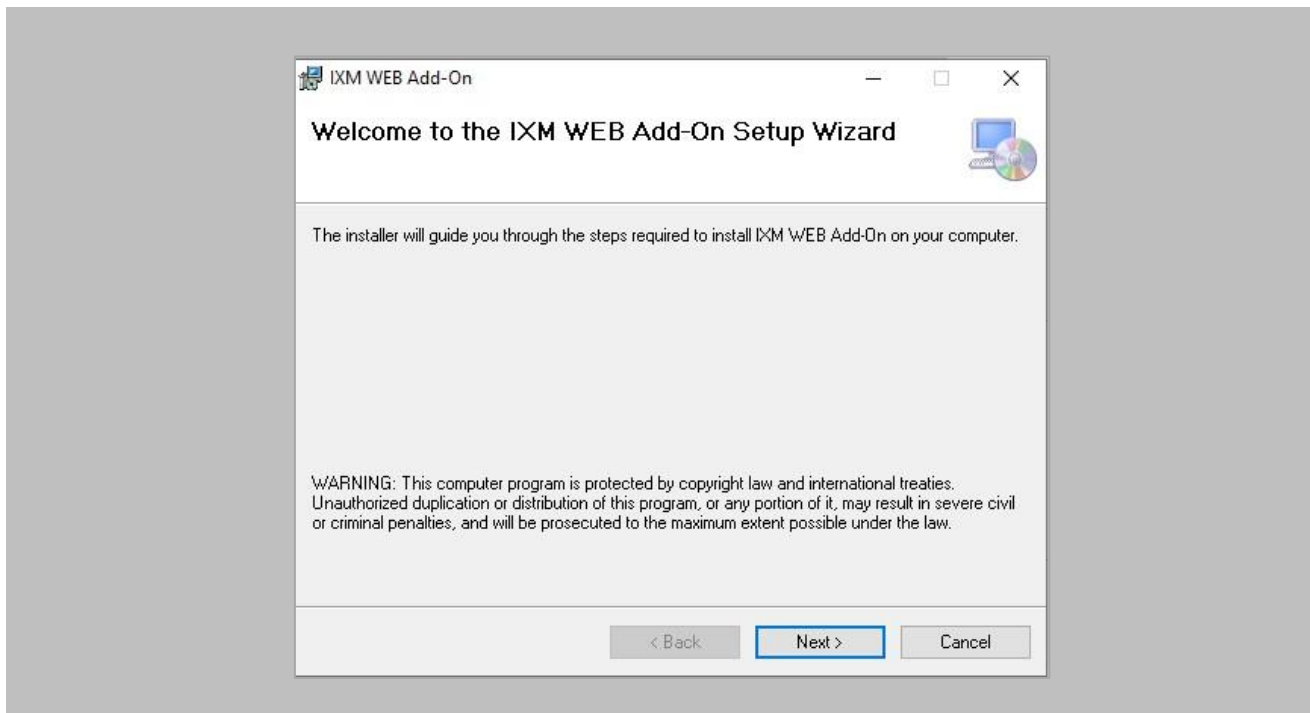 IXM WEB Add-On
Welcome to the IXM WEB Add-On Setup Wizard
The installer will guide you through the steps required to install IXM WEB Add-On on your computer.
WARNING: This computer program is protected by copyright law and international treaties.
Unauthorized duplication or distribution of this program, or any portion of it, may result in severe civil
or criminal penalties, and will be prosecuted to the maximum extent possible under the law.
< Back Next > Cancel